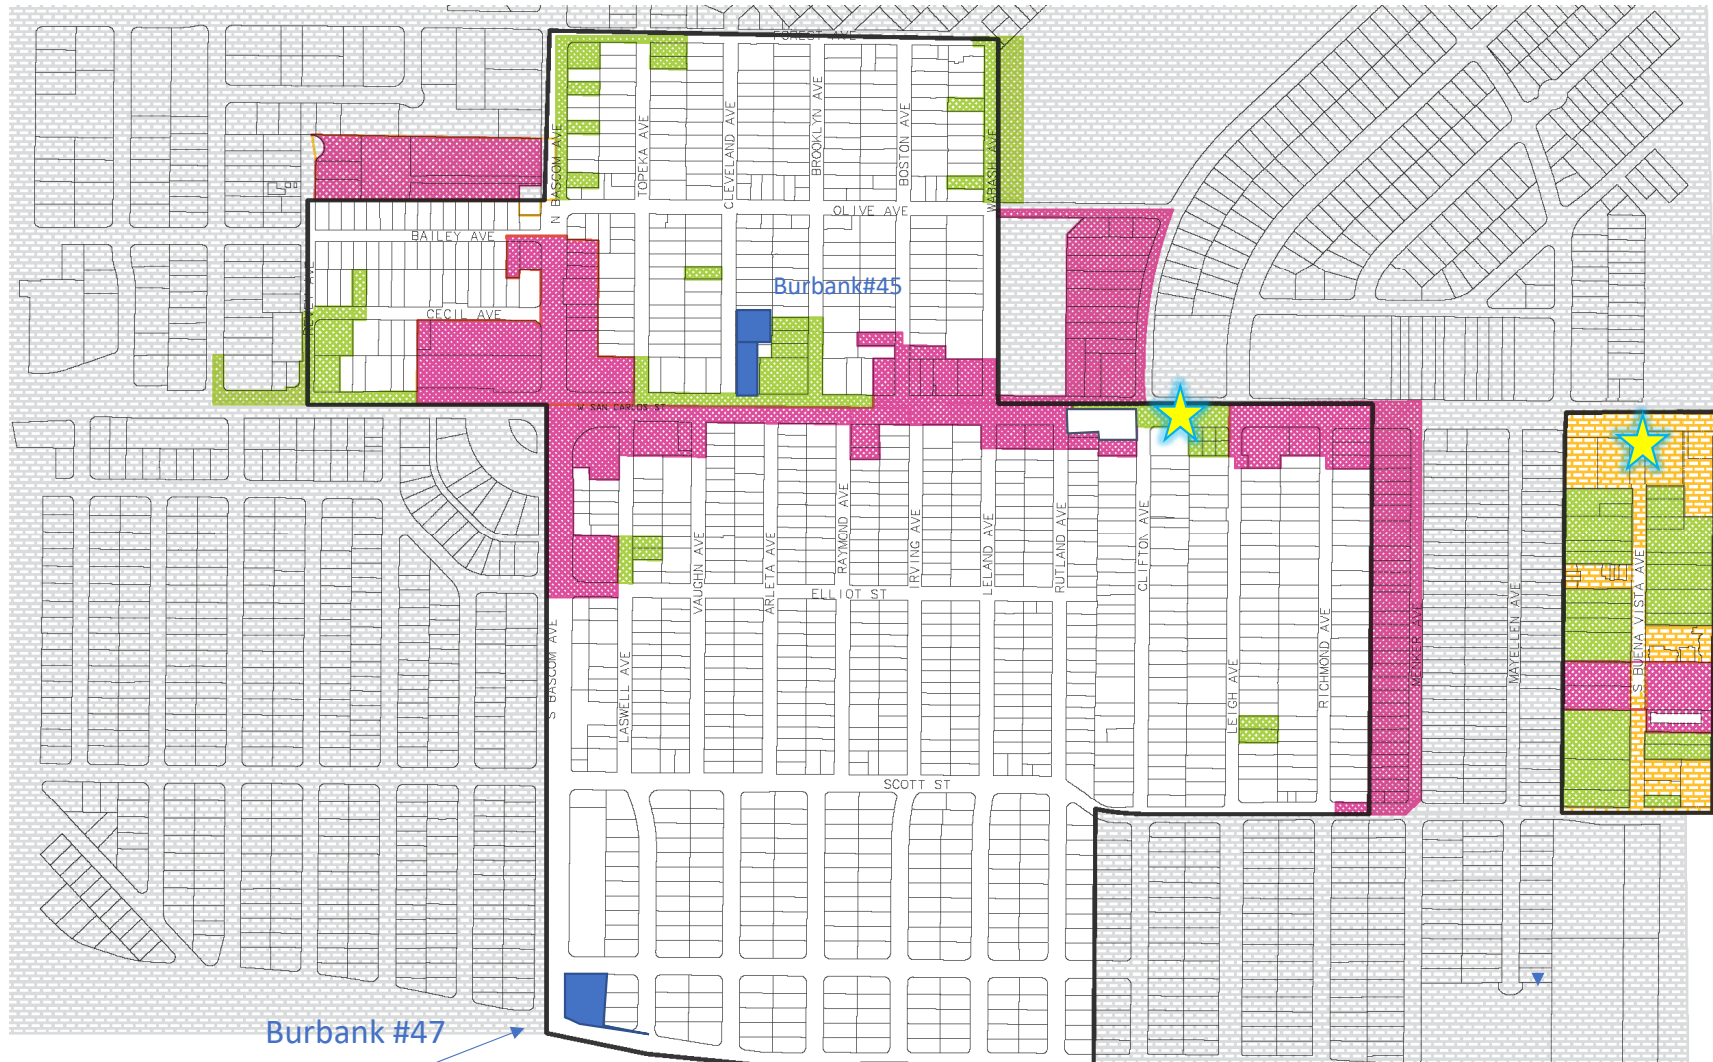 FOREST AVE
N BASCOM AVE
TOPEKA AVE
CLEVELAND AVE
BROOKLYN AVE
BOSTON AVE
WABASH AVE
OLIVE AVE
BAILEY AVE
Burbank#45
CECIL AVE
W SAN CARLOS ST
VAUGHN AVE
ARLETA AVE
RAYMOND AVE
IRVING AVE
LELAND AVE
RUTLAND AVE
CLIFTON AVE
ELLIOT ST
S BASCOM AVE
LASWELL AVE
LEIGH AVE
RICHMOND AVE
MENKER AVE
MAYELLEN AVE
S BUENA VISTA AVE
SCOTT ST
Burbank #47